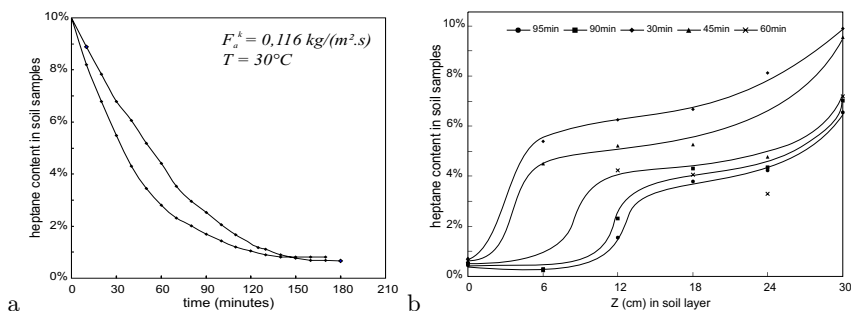 10%
8%
6%
4%
2%
0%
heptane content in soil samples
F_a^k = 0,116 kg/(m².s)
T = 30°C
0 30 60 90 120 150 180 210
time (minutes)
a
10%
8%
6%
4%
2%
0%
heptane content in soil samples
95min 90min 30min 45min 60min
0 6 12 18 24 30
Z (cm) in soil layer
b